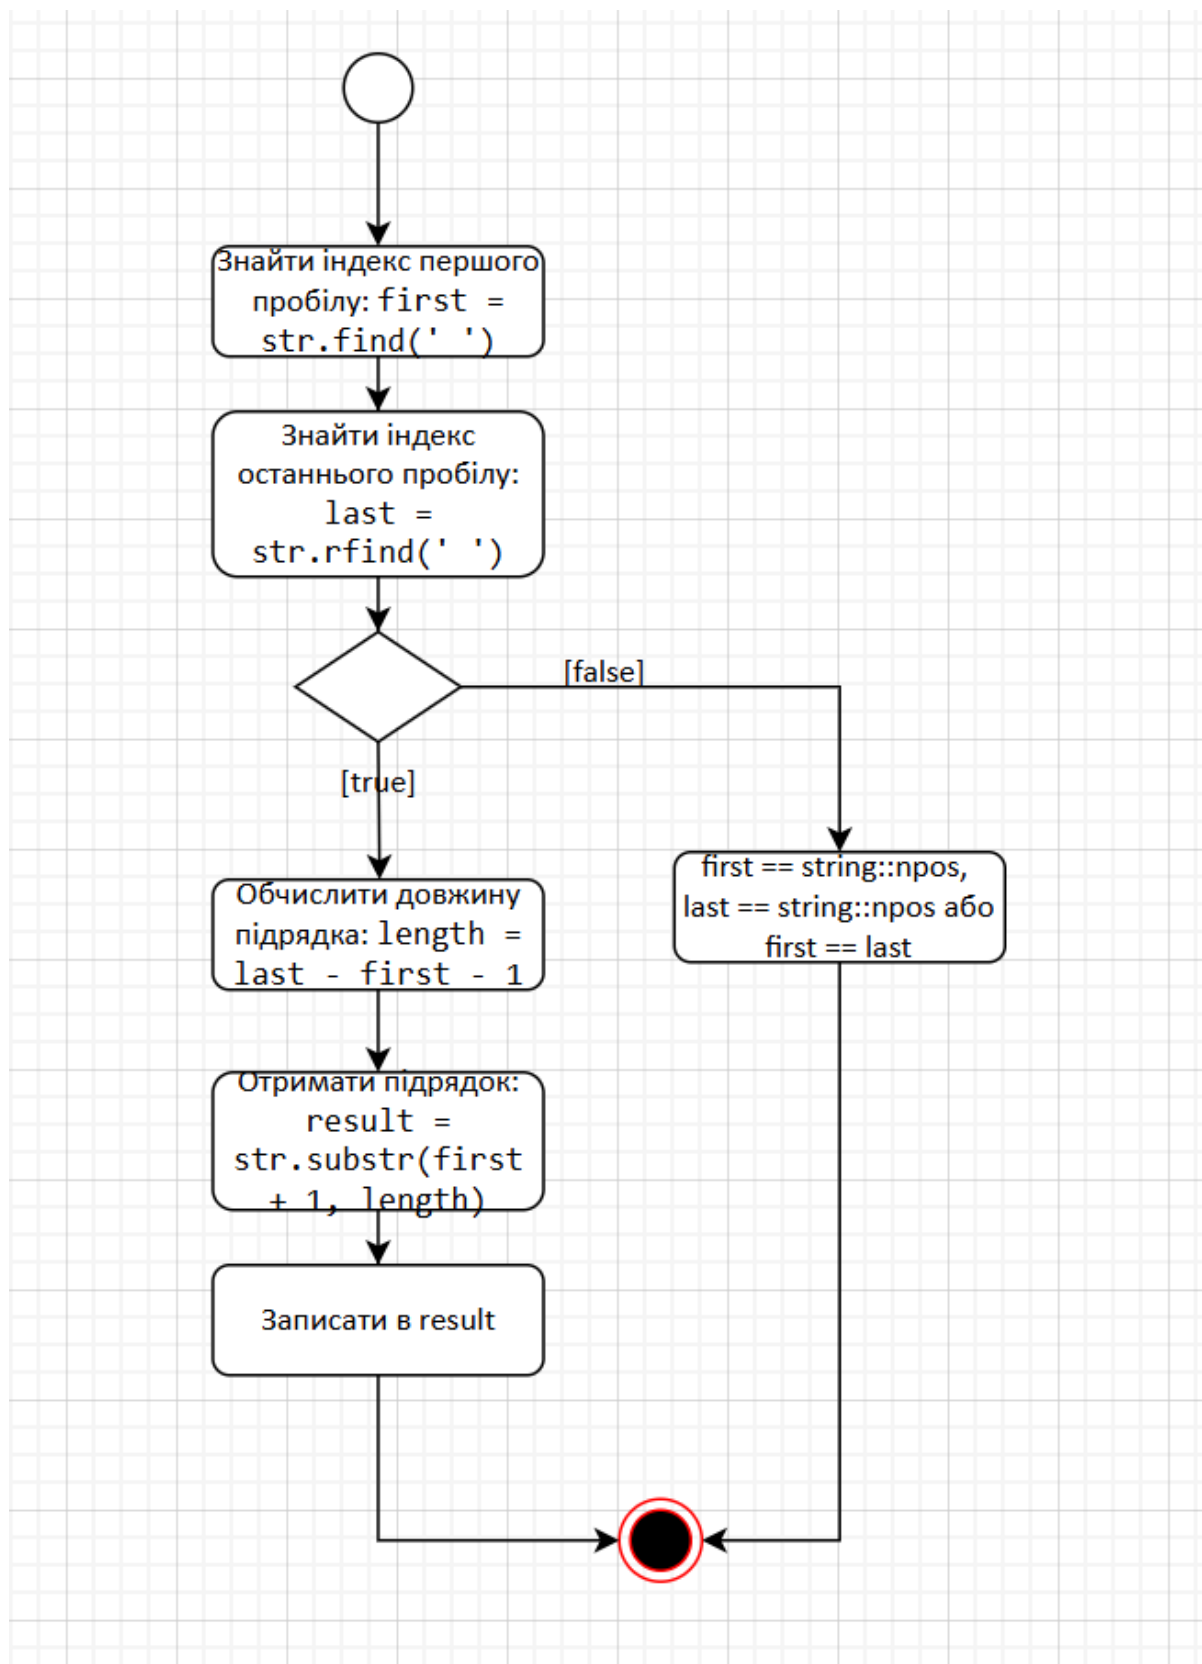 Знайти індекс першого
пробілу: first =
str.find(' ')
Знайти індекс
останнього пробілу:
last =
str.rfind(' ')
[false]
[true]
first == string::npos,
last == string::npos або
first == last
Обчислити довжину
підрядка: length =
last - first - 1
Отримати підрядок:
result =
str.substr(first
+ 1, length)
Записати в result